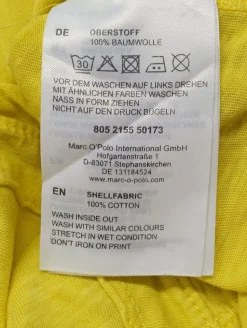 DE OBERSTOFF
100% BAUMWOLLE
30
VOR DEM WASCHEN AUF LINKS DREHEN
MIT ÄHNLICHEN FARBEN WASCHEN
NASS IN FORM ZIEHEN
NICHT AUF DEN DRUCK BÜGELN
805 2155 50173
Marc O'Polo International GmbH
Hofgartenstraße 1
D-83071 Stephanskirchen
DE 131184524
www.marc-o-polo.com
EN SHELLFABRIC
100% COTTON
WASH INSIDE OUT
WASH WITH SIMILAR COLOURS
STRETCH IN WET CONDITION
DON'T IRON ON PRINT